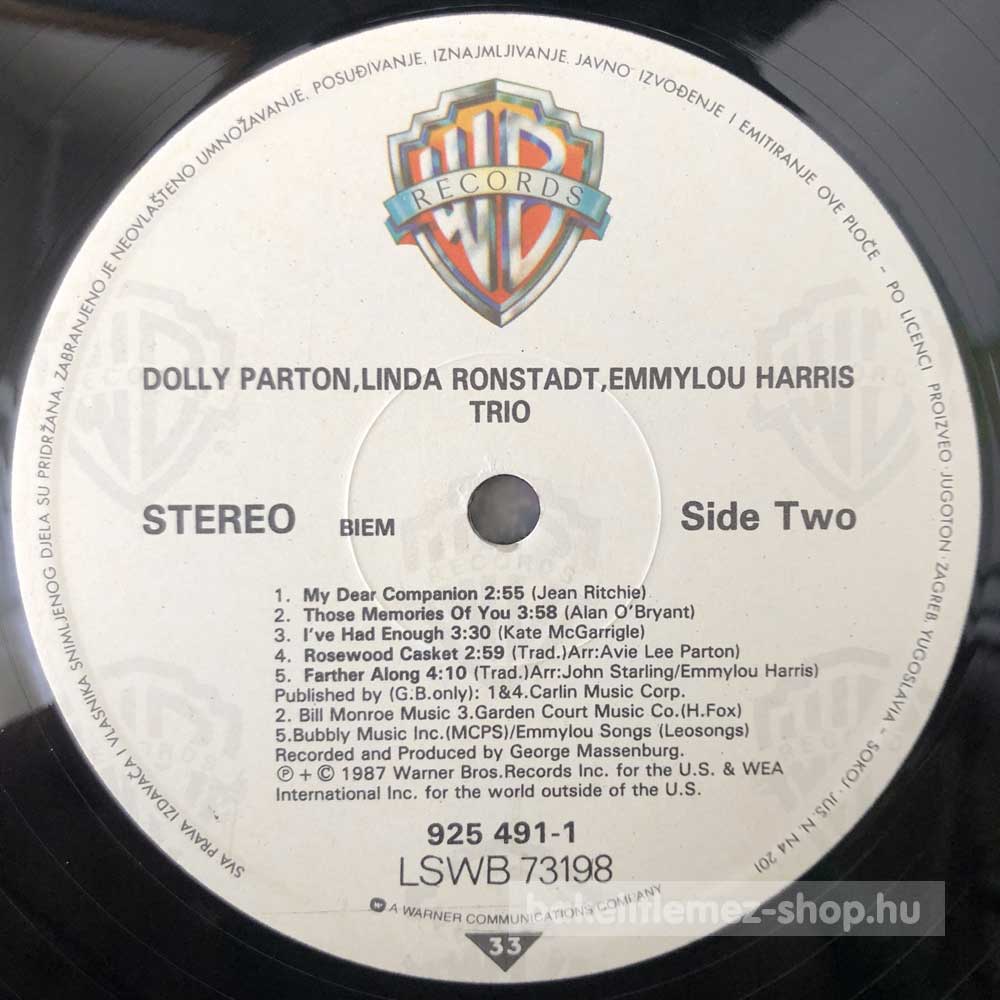 SVA PRAVA IZDAVAČA I VLASNIKA SNIMLJENOG DJELA SU PRIDRŽANA. ZABRANJENO JE NEOVLAŠTENO UMNOŽAVANJE, POSUĐIVANJE, IZNAJMLJIVANJE, JAVNO IZVOĐENJE I EMITIRANJE OVE PLOČE - PO LICENCI PROIZVEO · JUGOTON · ZAGREB, YUGOSLAVIA - SOKOJ · JUS. N. N4 201
WB
RECORDS
DOLLY PARTON,LINDA RONSTADT,EMMYLOU HARRIS
TRIO
STEREO BIEM Side Two
1. My Dear Companion 2:55 (Jean Ritchie)
2. Those Memories Of You 3:58 (Alan O'Bryant)
3. I've Had Enough 3:30 (Kate McGarrigle)
4. Rosewood Casket 2:59 (Trad.)Arr:Avie Lee Parton)
5. Farther Along 4:10 (Trad.)Arr:John Starling/Emmylou Harris)
Published by (G.B.only): 1&4.Carlin Music Corp.
2. Bill Monroe Music 3.Garden Court Music Co.(H.Fox)
5.Bubbly Music Inc.(MCPS)/Emmylou Songs (Leosongs)
Recorded and Produced by George Massenburg.
℗ + © 1987 Warner Bros.Records Inc. for the U.S. & WEA
International Inc. for the world outside of the U.S.
925 491-1
LSWB 73198
A WARNER COMMUNICATIONS COMPANY
33
bakelitlemez-shop.hu